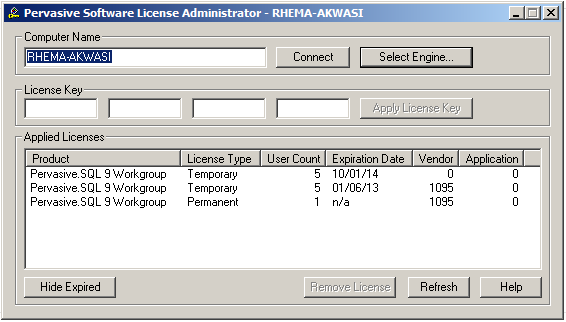 Pervasive Software License Administrator - RHEMA-AKWASI
Computer Name
RHEMA-AKWASI Connect Select Engine...
License Key
Apply License Key
Applied Licenses
Product License Type User Count Expiration Date Vendor Application
Pervasive.SQL 9 Workgroup Temporary 5 10/01/14 0 0
Pervasive.SQL 9 Workgroup Temporary 5 01/06/13 1095 0
Pervasive.SQL 9 Workgroup Permanent 1 n/a 1095 0
Hide Expired Remove License Refresh Help